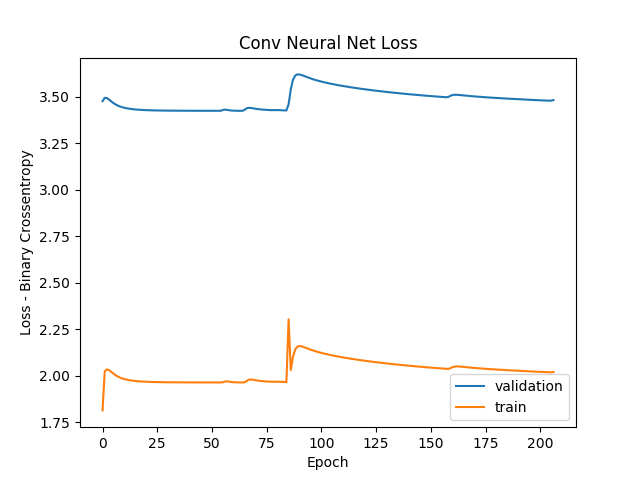 Conv Neural Net Loss
Loss - Binary Crossentropy
3.50
3.25
3.00
2.75
2.50
2.25
2.00
1.75
validation
train
0 25 50 75 100 125 150 175 200
Epoch